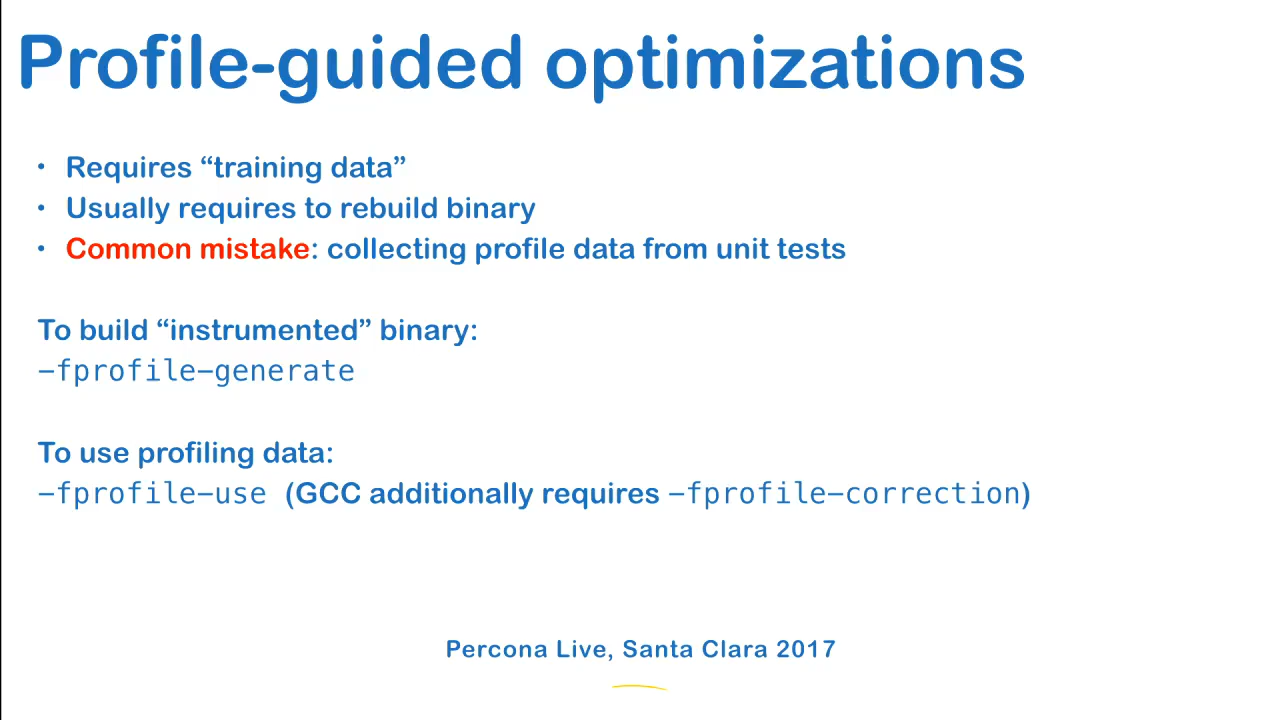 Profile-guided optimizations
• Requires “training data”
• Usually requires to rebuild binary
• Common mistake: collecting profile data from unit tests
To build “instrumented” binary:
-fprofile-generate
To use profiling data:
-fprofile-use (GCC additionally requires -fprofile-correction)
Percona Live, Santa Clara 2017